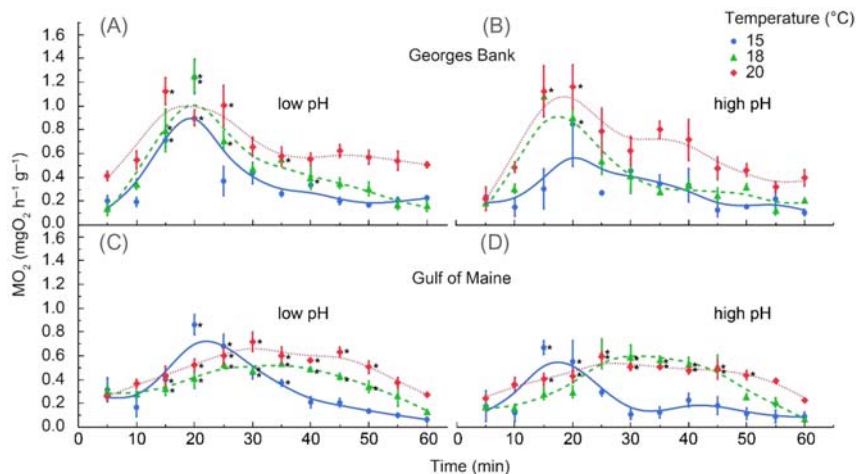 (A)
(B)
Temperature (°C)
15
18
20
Georges Bank
low pH
high pH
1.6
1.4
1.2
1.0
0.8
0.6
0.4
0.2
0.0
(C)
(D)
Gulf of Maine
low pH
high pH
1.6
1.4
1.2
1.0
0.8
0.6
0.4
0.2
0.0
MO₂ (mgO₂ h⁻¹ g⁻¹)
0 10 20 30 40 50 60
0 10 20 30 40 50 60
Time (min)
Time (min)